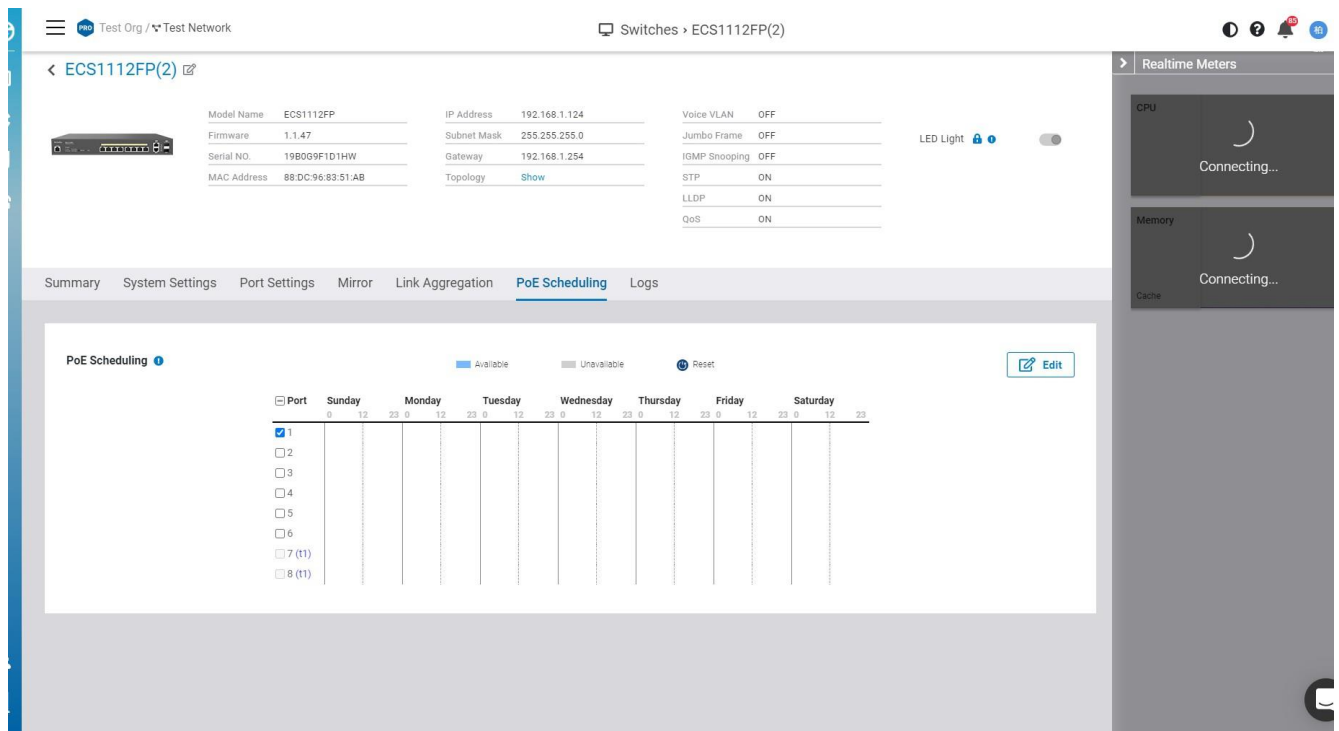 PRO Test Org / Test Network
Switches › ECS1112FP(2)
85
柏
ECS1112FP(2)
Realtime Meters
Model Name ECS1112FP
Firmware 1.1.47
Serial NO. 19B0G9F1D1HW
MAC Address 88:DC:96:83:51:AB
IP Address 192.168.1.124
Subnet Mask 255.255.255.0
Gateway 192.168.1.254
Topology Show
Voice VLAN OFF
Jumbo Frame OFF
IGMP Snooping OFF
STP ON
LLDP ON
QoS ON
LED Light
CPU
Connecting...
Memory
Connecting...
Cache
Summary System Settings Port Settings Mirror Link Aggregation PoE Scheduling Logs
PoE Scheduling
Available Unavailable Reset
Edit
Port Sunday Monday Tuesday Wednesday Thursday Friday Saturday
0 12 23 0 12 23 0 12 23 0 12 23 0 12 23 0 12 23 0 12 23
1
2
3
4
5
6
7 (t1)
8 (t1)